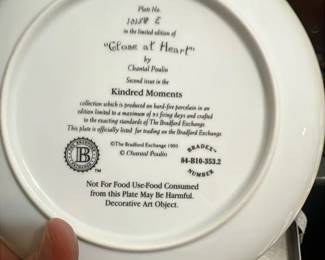 Plate No.
in the limited edition of
"Close at Heart"
by
Chantal Poulin
Second issue in the
Kindred Moments
collection which is produced on hard-fire porcelain in an
edition limited to a maximum of 95 firing days and crafted
to the exacting standards of The Bradford Exchange.
This plate is officially listed for trading on the Bradford Exchange.
©The Bradford Exchange 1995
© Chantal Poulin
BRADFORD EXCHANGE
B
TM
BRADEX®
84-B10-353.2
NUMBER
Not For Food Use-Food Consumed
from this Plate May Be Harmful.
Decorative Art Object.